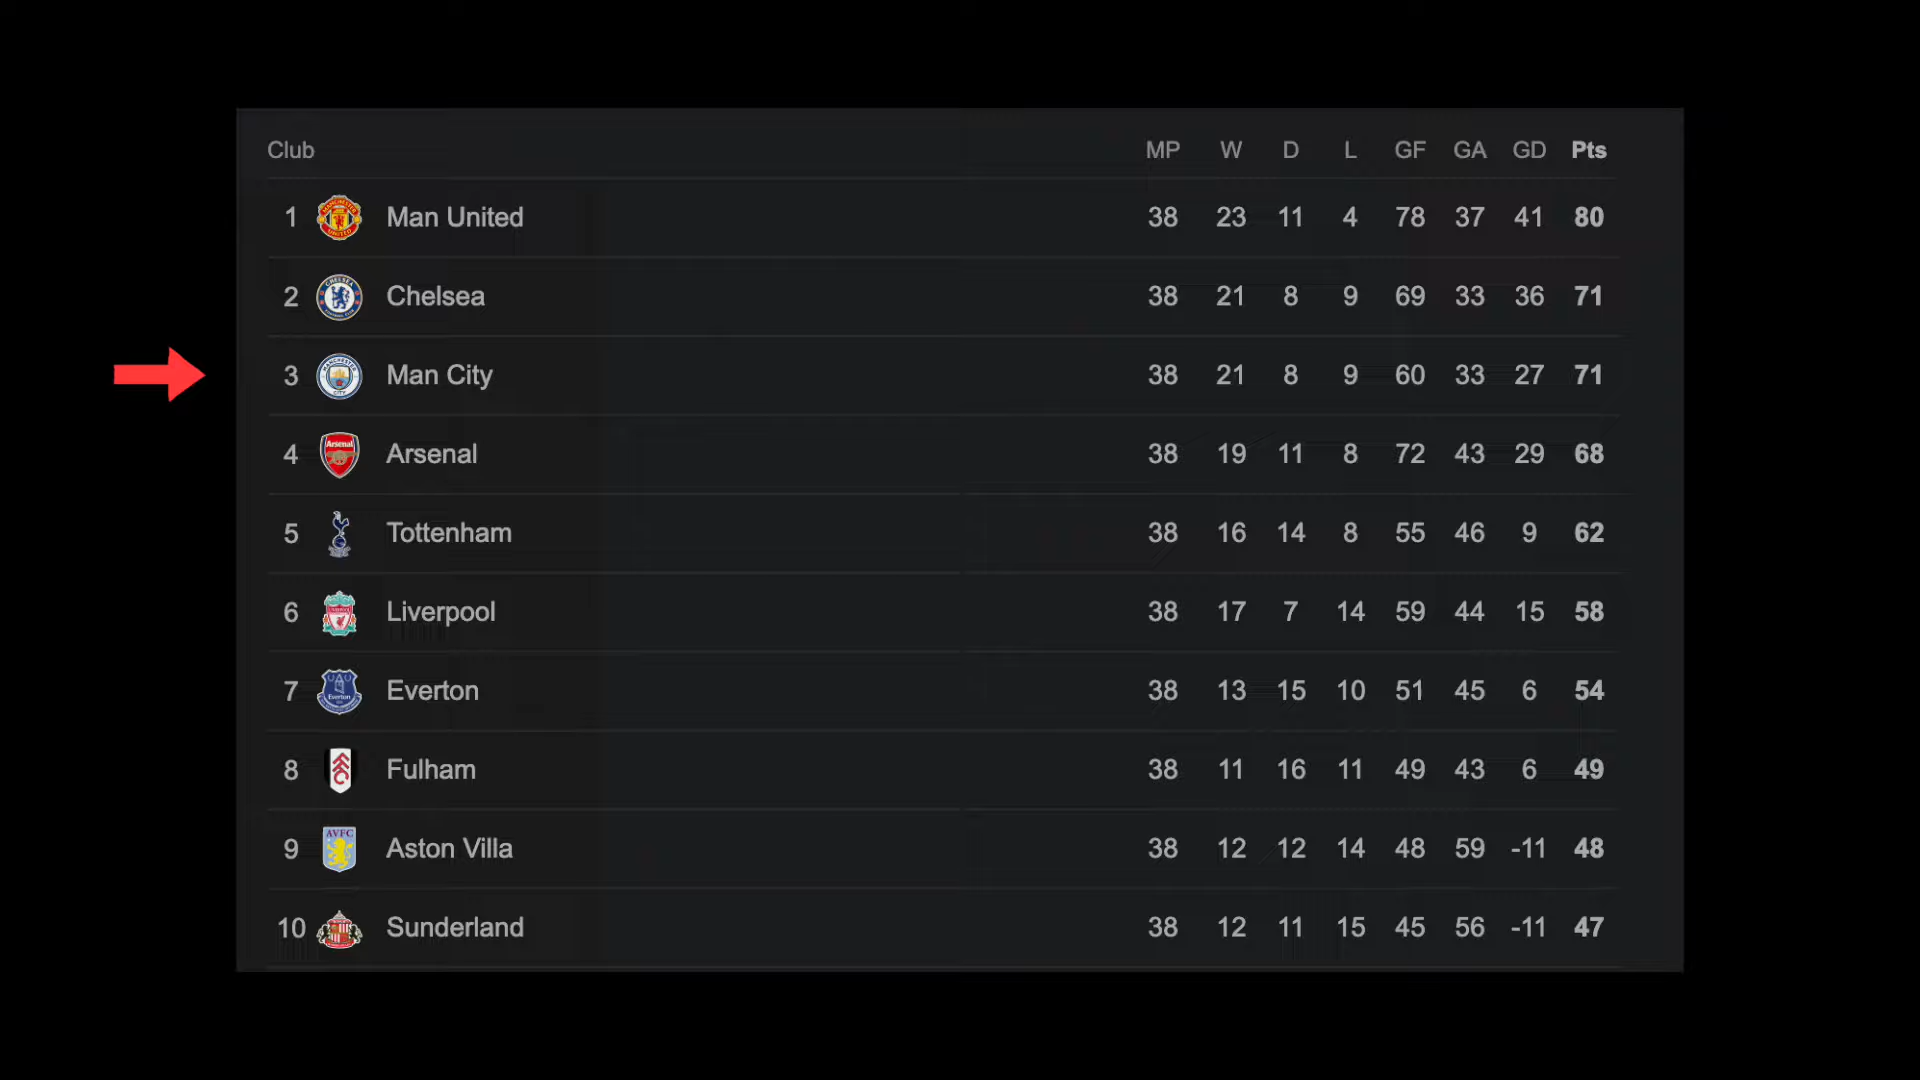 Club MP W D L GF GA GD Pts
1 Man United 38 23 11 4 78 37 41 80
2 Chelsea 38 21 8 9 69 33 36 71
3 Man City 38 21 8 9 60 33 27 71
4 Arsenal 38 19 11 8 72 43 29 68
5 Tottenham 38 16 14 8 55 46 9 62
6 Liverpool 38 17 7 14 59 44 15 58
7 Everton 38 13 15 10 51 45 6 54
8 Fulham 38 11 16 11 49 43 6 49
9 Aston Villa 38 12 12 14 48 59 -11 48
10 Sunderland 38 12 11 15 45 56 -11 47